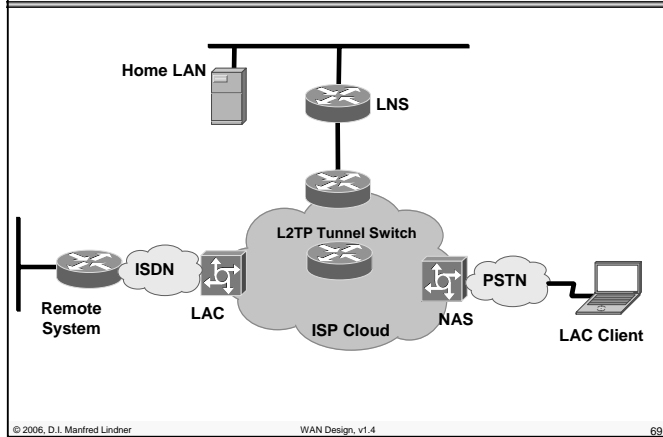 Home LAN
LNS
L2TP Tunnel Switch
ISDN
PSTN
Remote
System
LAC
NAS
ISP Cloud
LAC Client
© 2006, D.I. Manfred Lindner
WAN Design, v1.4
69